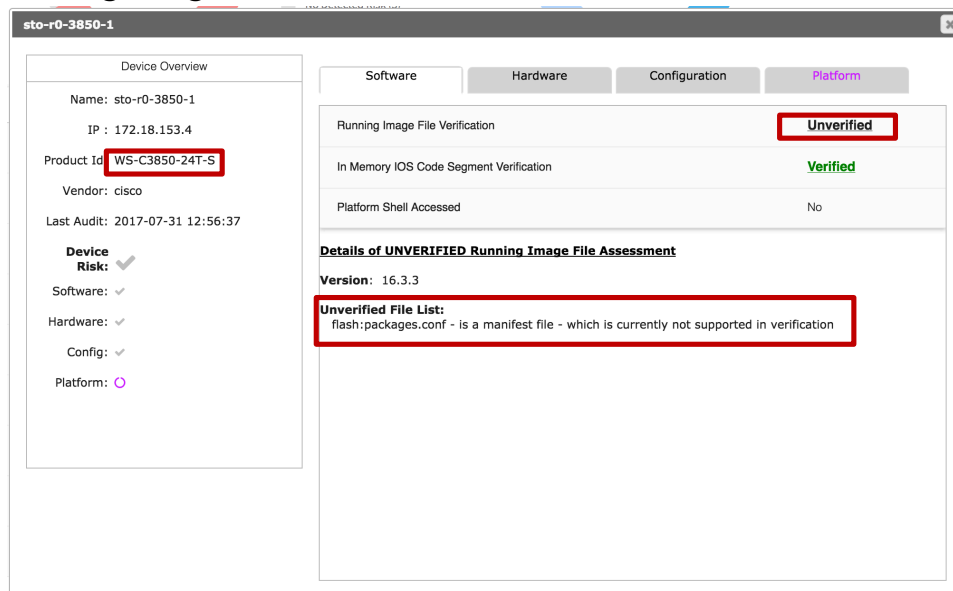 sto-r0-3850-1
Device Overview
Name: sto-r0-3850-1
IP : 172.18.153.4
Product Id WS-C3850-24T-S
Vendor: cisco
Last Audit: 2017-07-31 12:56:37
Device
Risk:
Software:
Hardware:
Config:
Platform:
Software Hardware Configuration Platform
Running Image File Verification Unverified
In Memory IOS Code Segment Verification Verified
Platform Shell Accessed No
Details of UNVERIFIED Running Image File Assessment
Version: 16.3.3
Unverified File List:
flash:packages.conf - is a manifest file - which is currently not supported in verification